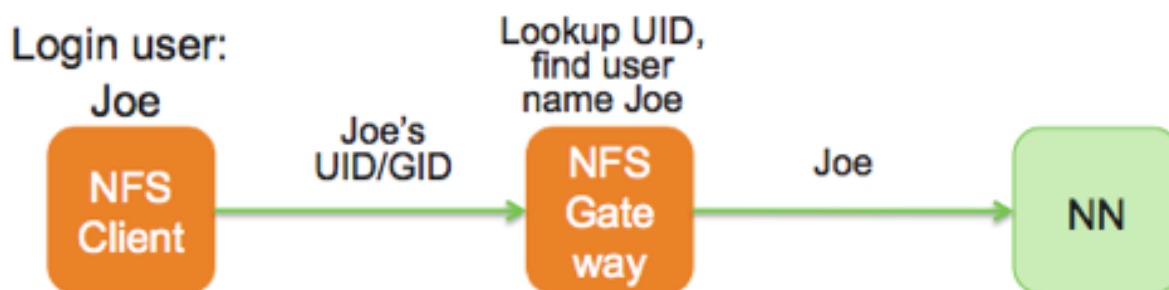 Login user:
Joe
NFS
Client
Joe's
UID/GID
Lookup UID,
find user
name Joe
NFS
Gate
way
Joe
NN